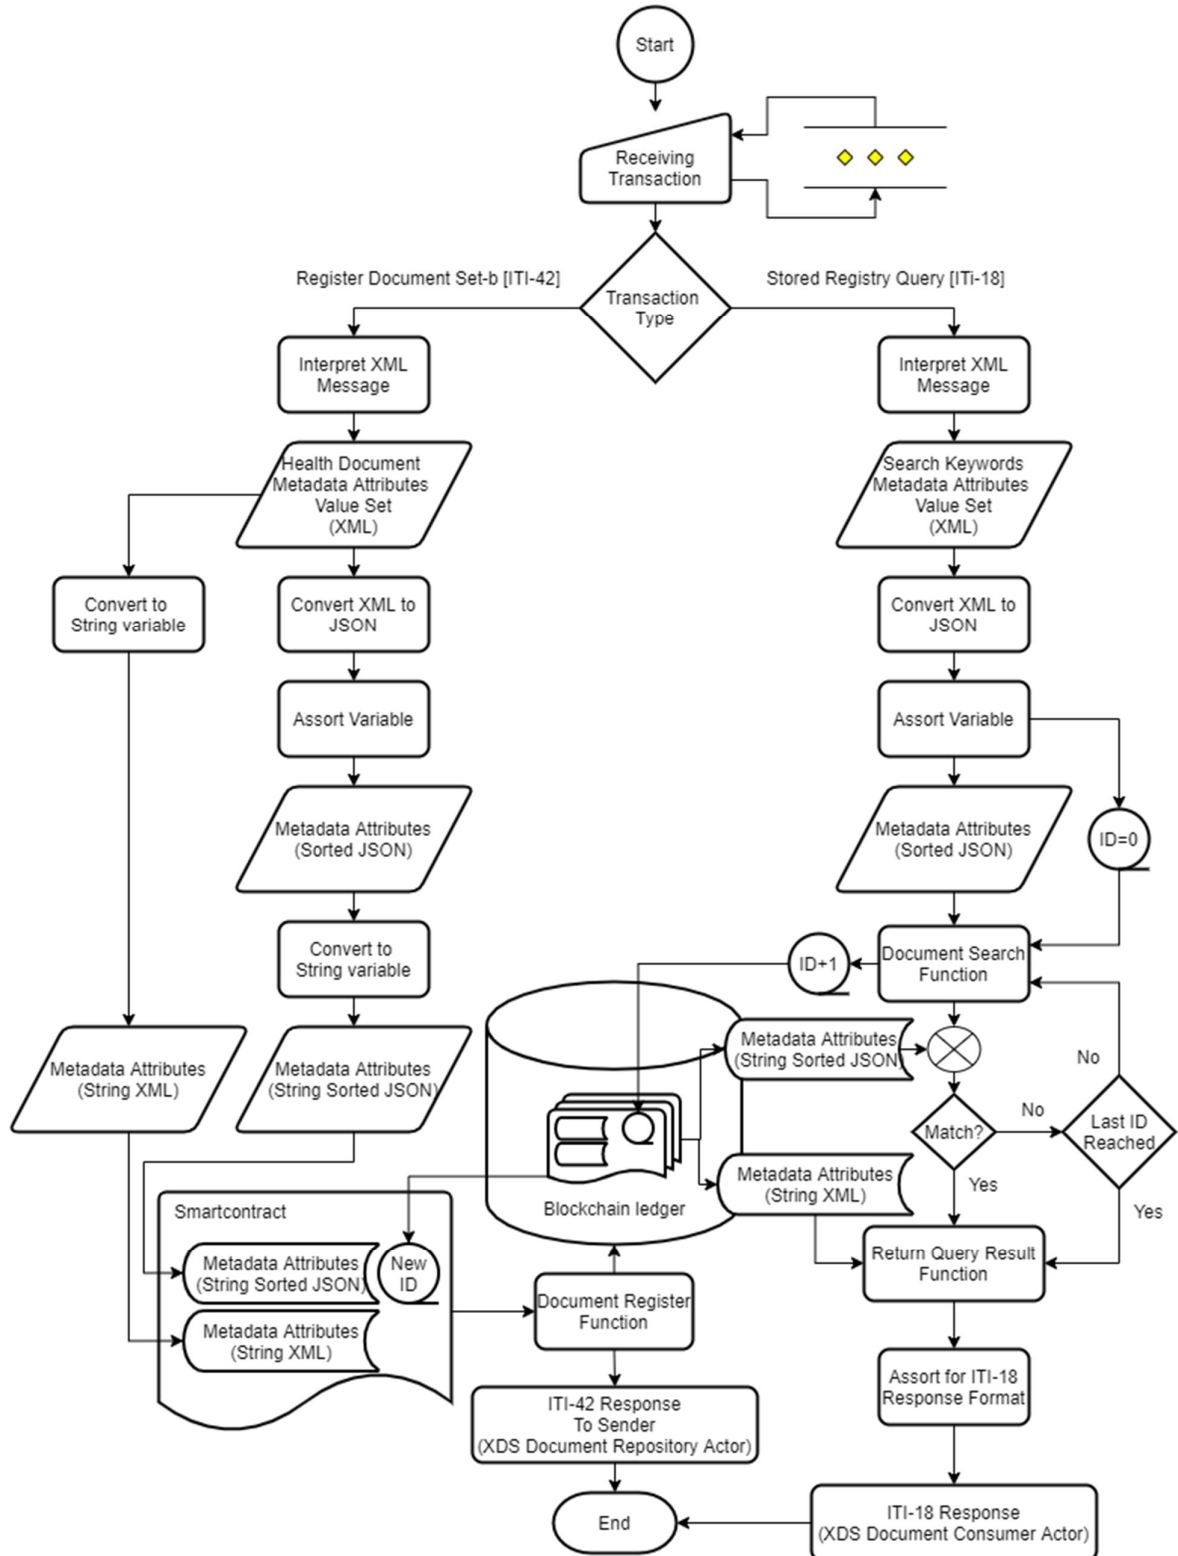 Start
Receiving
Transaction
Register Document Set-b [ITI-42]
Stored Registry Query [ITi-18]
Transaction
Type
Interpret XML
Message
Interpret XML
Message
Health Document
Metadata Attributes
Value Set
(XML)
Search Keywords
Metadata Attributes
Value Set
(XML)
Convert to
String variable
Convert XML to
JSON
Convert XML to
JSON
Assort Variable
Assort Variable
Metadata Attributes
(Sorted JSON)
Metadata Attributes
(Sorted JSON)
ID=0
Convert to
String variable
ID+1
Document Search
Function
Metadata Attributes
(String XML)
Metadata Attributes
(String Sorted JSON)
Metadata Attributes
(String Sorted JSON)
No
Match?
No
Last ID
Reached
Metadata Attributes
(String XML)
Yes
Yes
Blockchain ledger
Smartcontract
Metadata Attributes
(String Sorted JSON)
New
ID
Return Query Result
Function
Document Register
Function
Metadata Attributes
(String XML)
Assort for ITI-18
Response Format
ITI-42 Response
To Sender
(XDS Document Repository Actor)
End
ITI-18 Response
(XDS Document Consumer Actor)